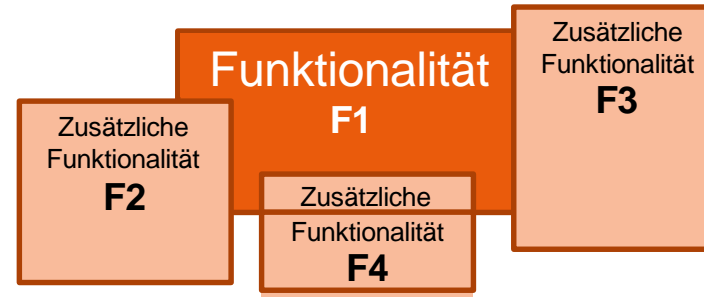 Funktionalität
F1
Zusätzliche
Funktionalität
F2
Zusätzliche
Funktionalität
F3
Zusätzliche
Funktionalität
F4